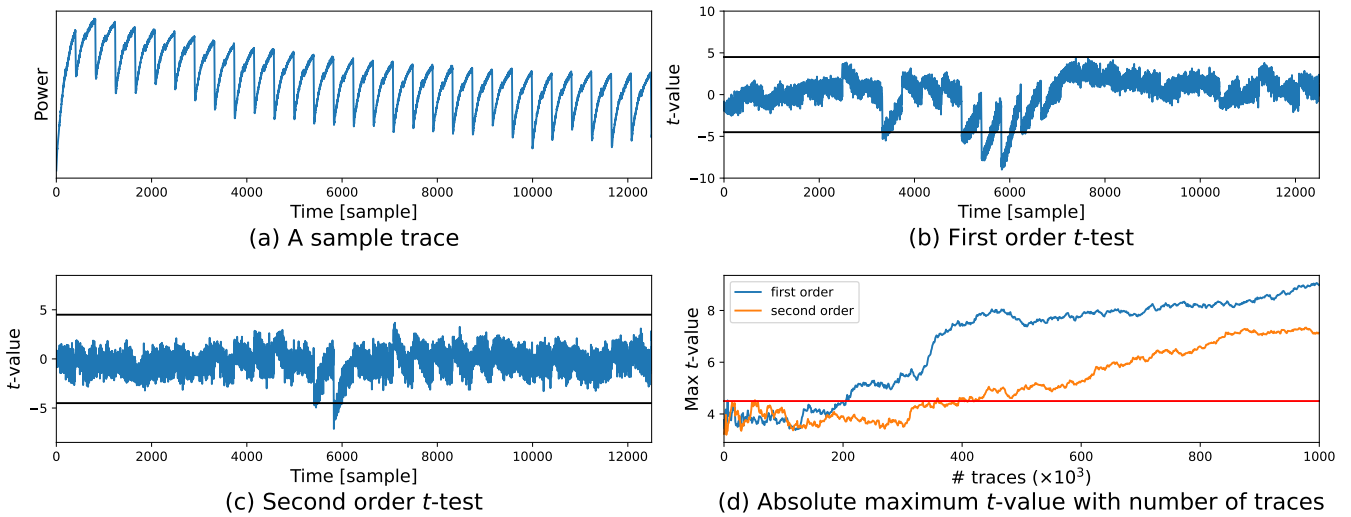 Power
0 2000 4000 6000 8000 10000 12000
Time [sample]
(a) A sample trace
10
5
0
−5
−10
t-value
0 2000 4000 6000 8000 10000 12000
Time [sample]
(b) First order t-test
5
0
−5
t-value
0 2000 4000 6000 8000 10000 12000
Time [sample]
(c) Second order t-test
8
6
4
Max t-value
first order
second order
0 200 400 600 800 1000
# traces (×10³)
(d) Absolute maximum t-value with number of traces